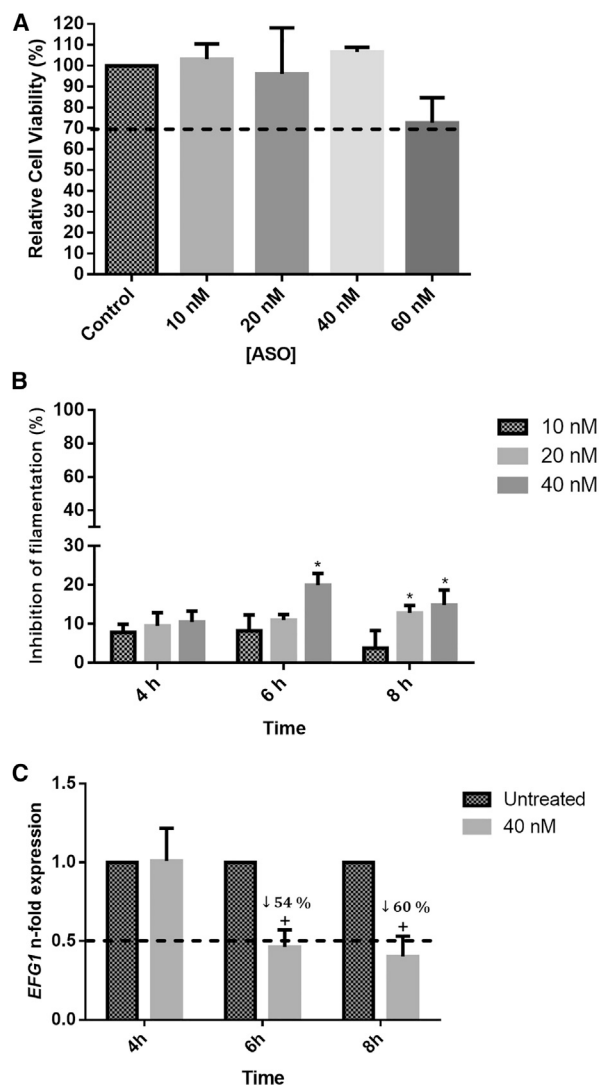 A
Relative Cell Viability (%)
120
110
100
90
80
70
60
50
40
30
20
10
0
Control
10 nM
20 nM
40 nM
60 nM
[ASO]
B
Inhibition of filamentation (%)
100
80
60
40
30
20
10
0
*
*
*
4 h
6 h
8 h
Time
10 nM
20 nM
40 nM
C
EFG1 n-fold expression
1.5
1.0
0.5
0.0
↓54 %
+
↓60 %
+
4h
6h
8h
Time
Untreated
40 nM